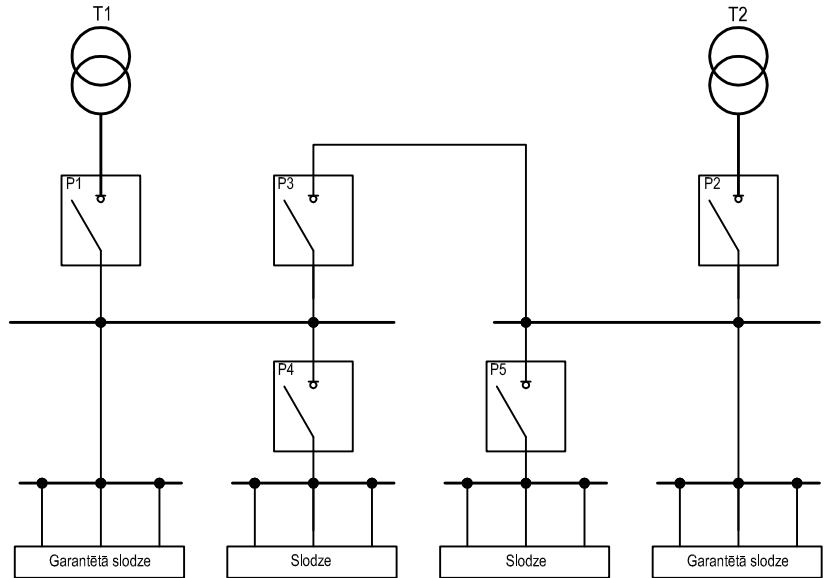 T1
T2
P1
P3
P2
P4
P5
Garantētā slodze
Slodze
Slodze
Garantētā slodze